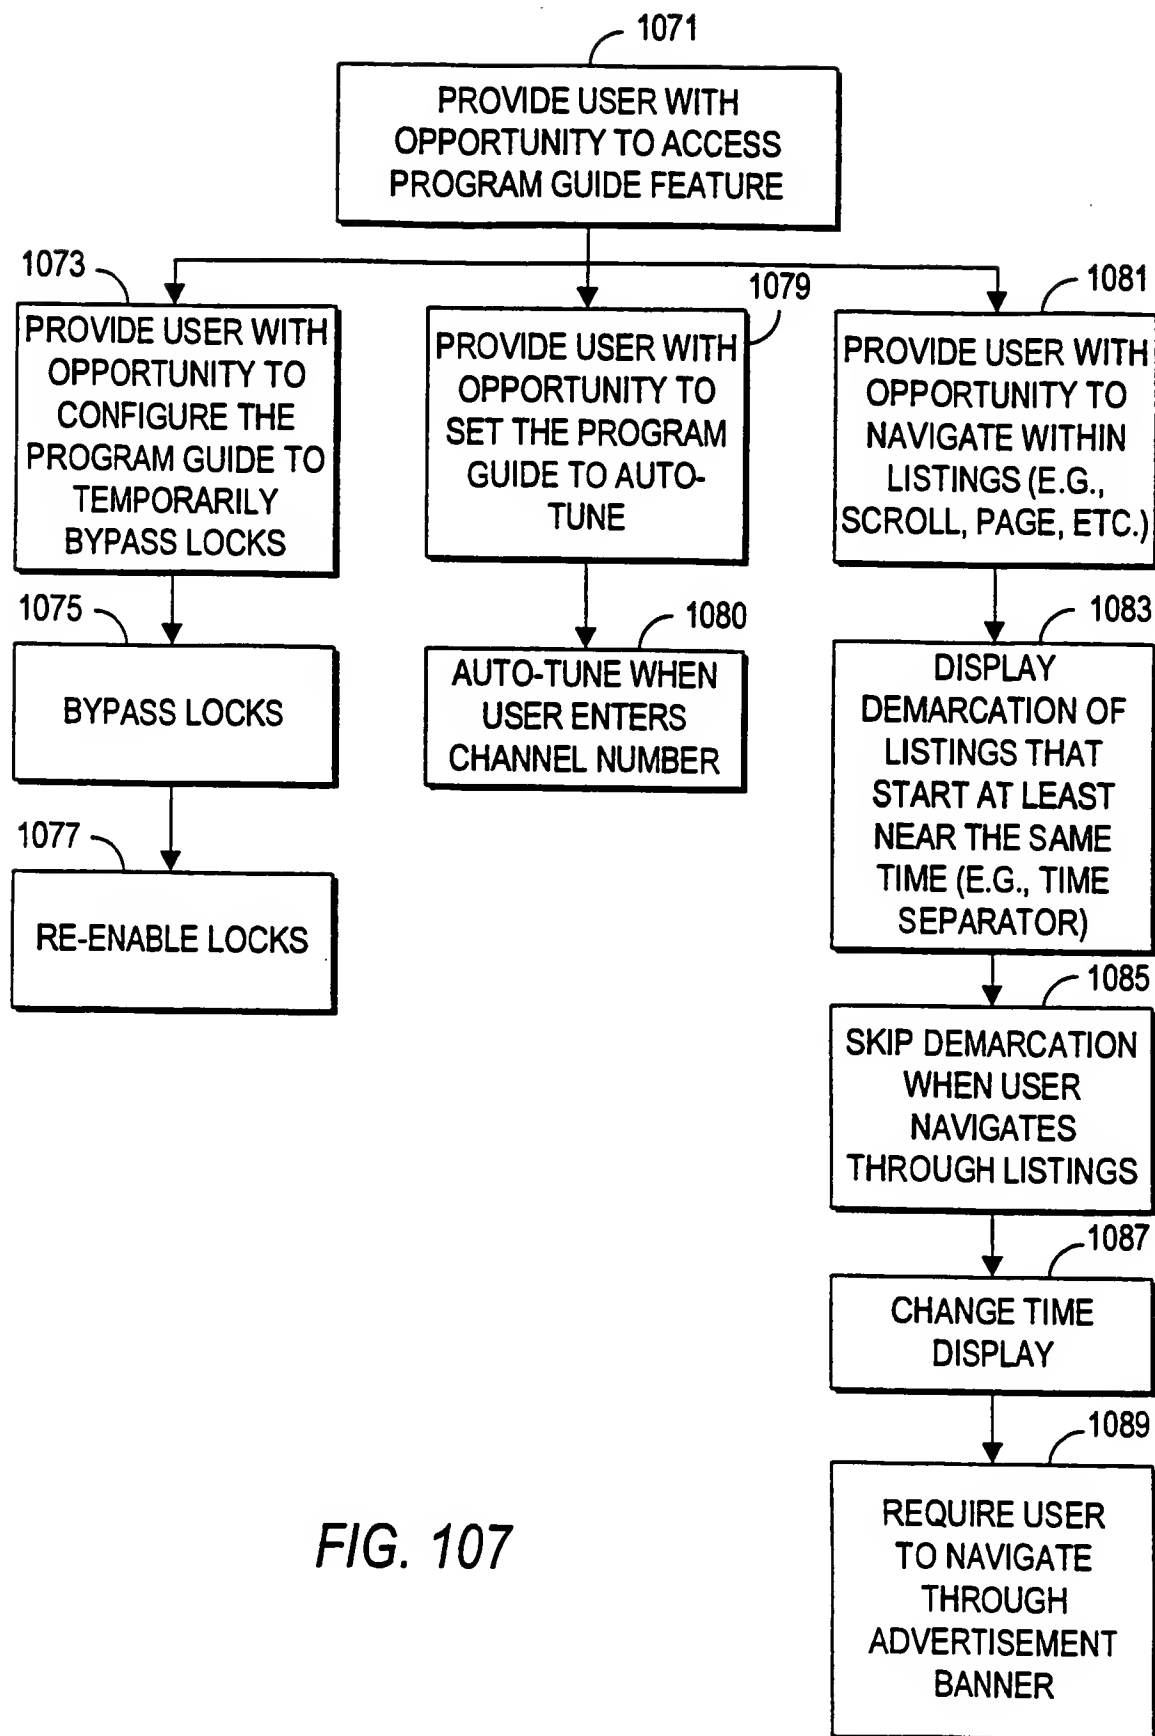 1071
PROVIDE USER WITH
OPPORTUNITY TO ACCESS
PROGRAM GUIDE FEATURE
1073
PROVIDE USER WITH
OPPORTUNITY TO
CONFIGURE THE
PROGRAM GUIDE TO
TEMPORARILY
BYPASS LOCKS
1075
BYPASS LOCKS
1077
RE-ENABLE LOCKS
1079
PROVIDE USER WITH
OPPORTUNITY TO
SET THE PROGRAM
GUIDE TO AUTO-
TUNE
1080
AUTO-TUNE WHEN
USER ENTERS
CHANNEL NUMBER
1081
PROVIDE USER WITH
OPPORTUNITY TO
NAVIGATE WITHIN
LISTINGS (E.G.,
SCROLL, PAGE, ETC.)
1083
DISPLAY
DEMARCATION OF
LISTINGS THAT
START AT LEAST
NEAR THE SAME
TIME (E.G., TIME
SEPARATOR)
1085
SKIP DEMARCATION
WHEN USER
NAVIGATES
THROUGH LISTINGS
1087
CHANGE TIME
DISPLAY
1089
REQUIRE USER
TO NAVIGATE
THROUGH
ADVERTISEMENT
BANNER
FIG. 107